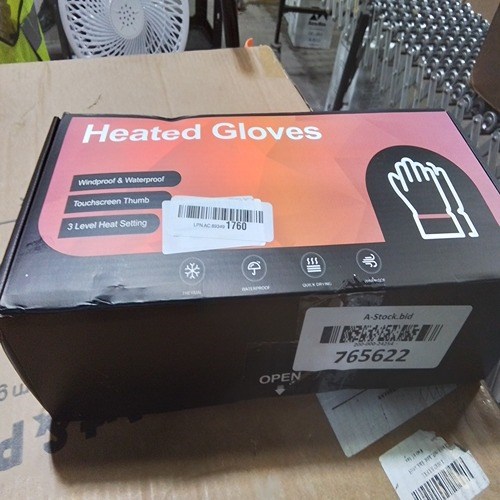 Heated Gloves
Windproof & Waterproof
Touchscreen Thumb
3 Level Heat Setting
1760
WATERPROOF
A-Stock.bid
765622
OPEN